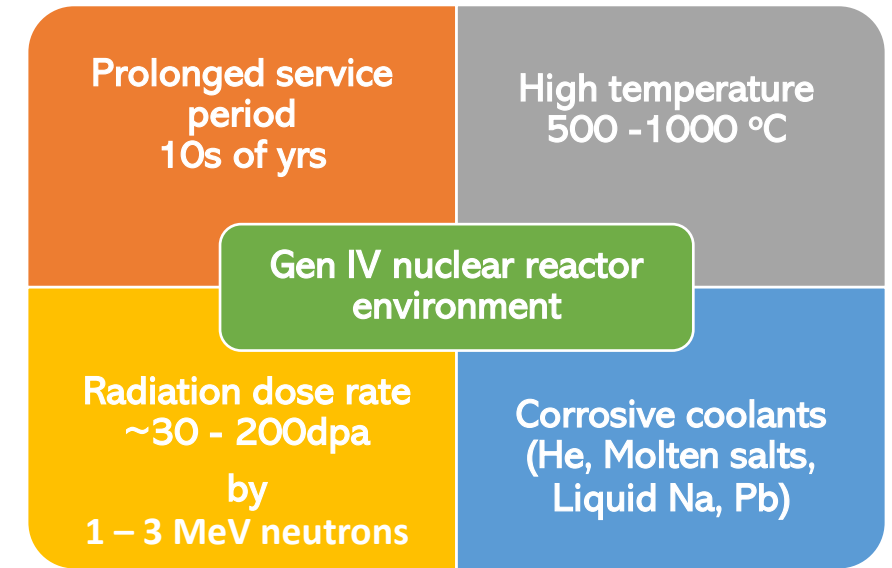 Prolonged service
period
10s of yrs
High temperature
500 -1000 ºC
Gen IV nuclear reactor
environment
Radiation dose rate
~30 - 200dpa
by
1 – 3 MeV neutrons
Corrosive coolants
(He, Molten salts,
Liquid Na, Pb)